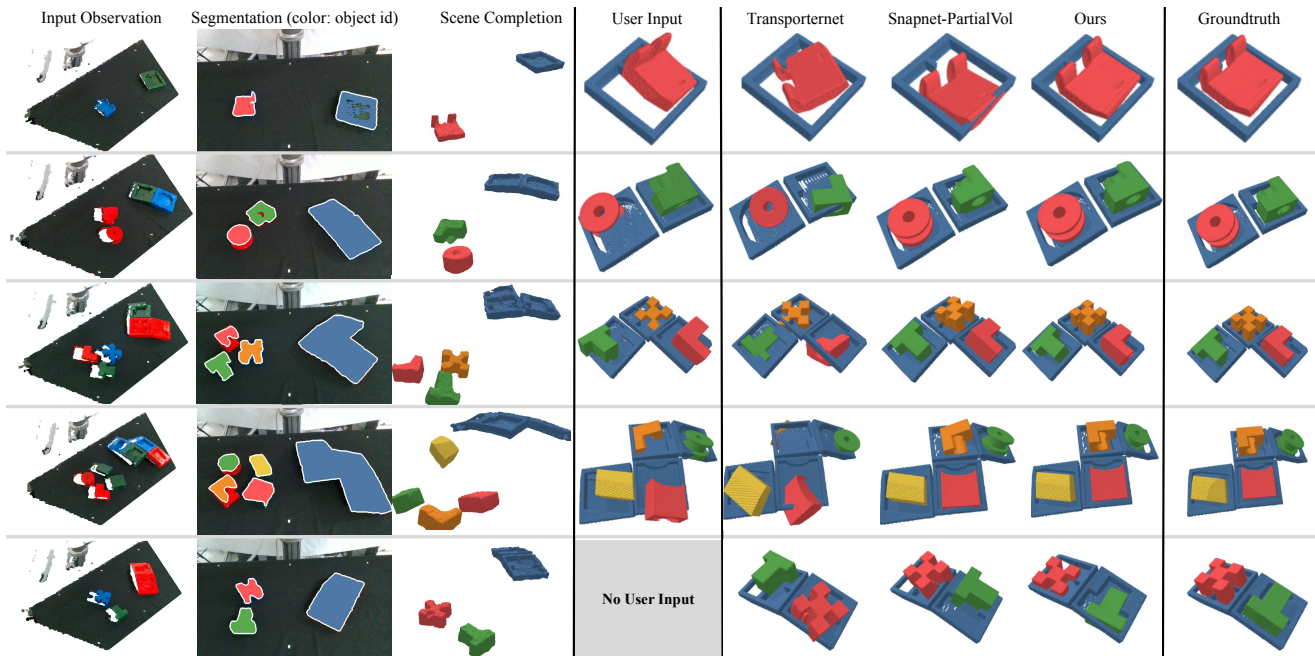 Input Observation
Segmentation (color: object id)
Scene Completion
User Input
Transporternet
Snapnet-PartialVol
Ours
Groundtruth
No User Input